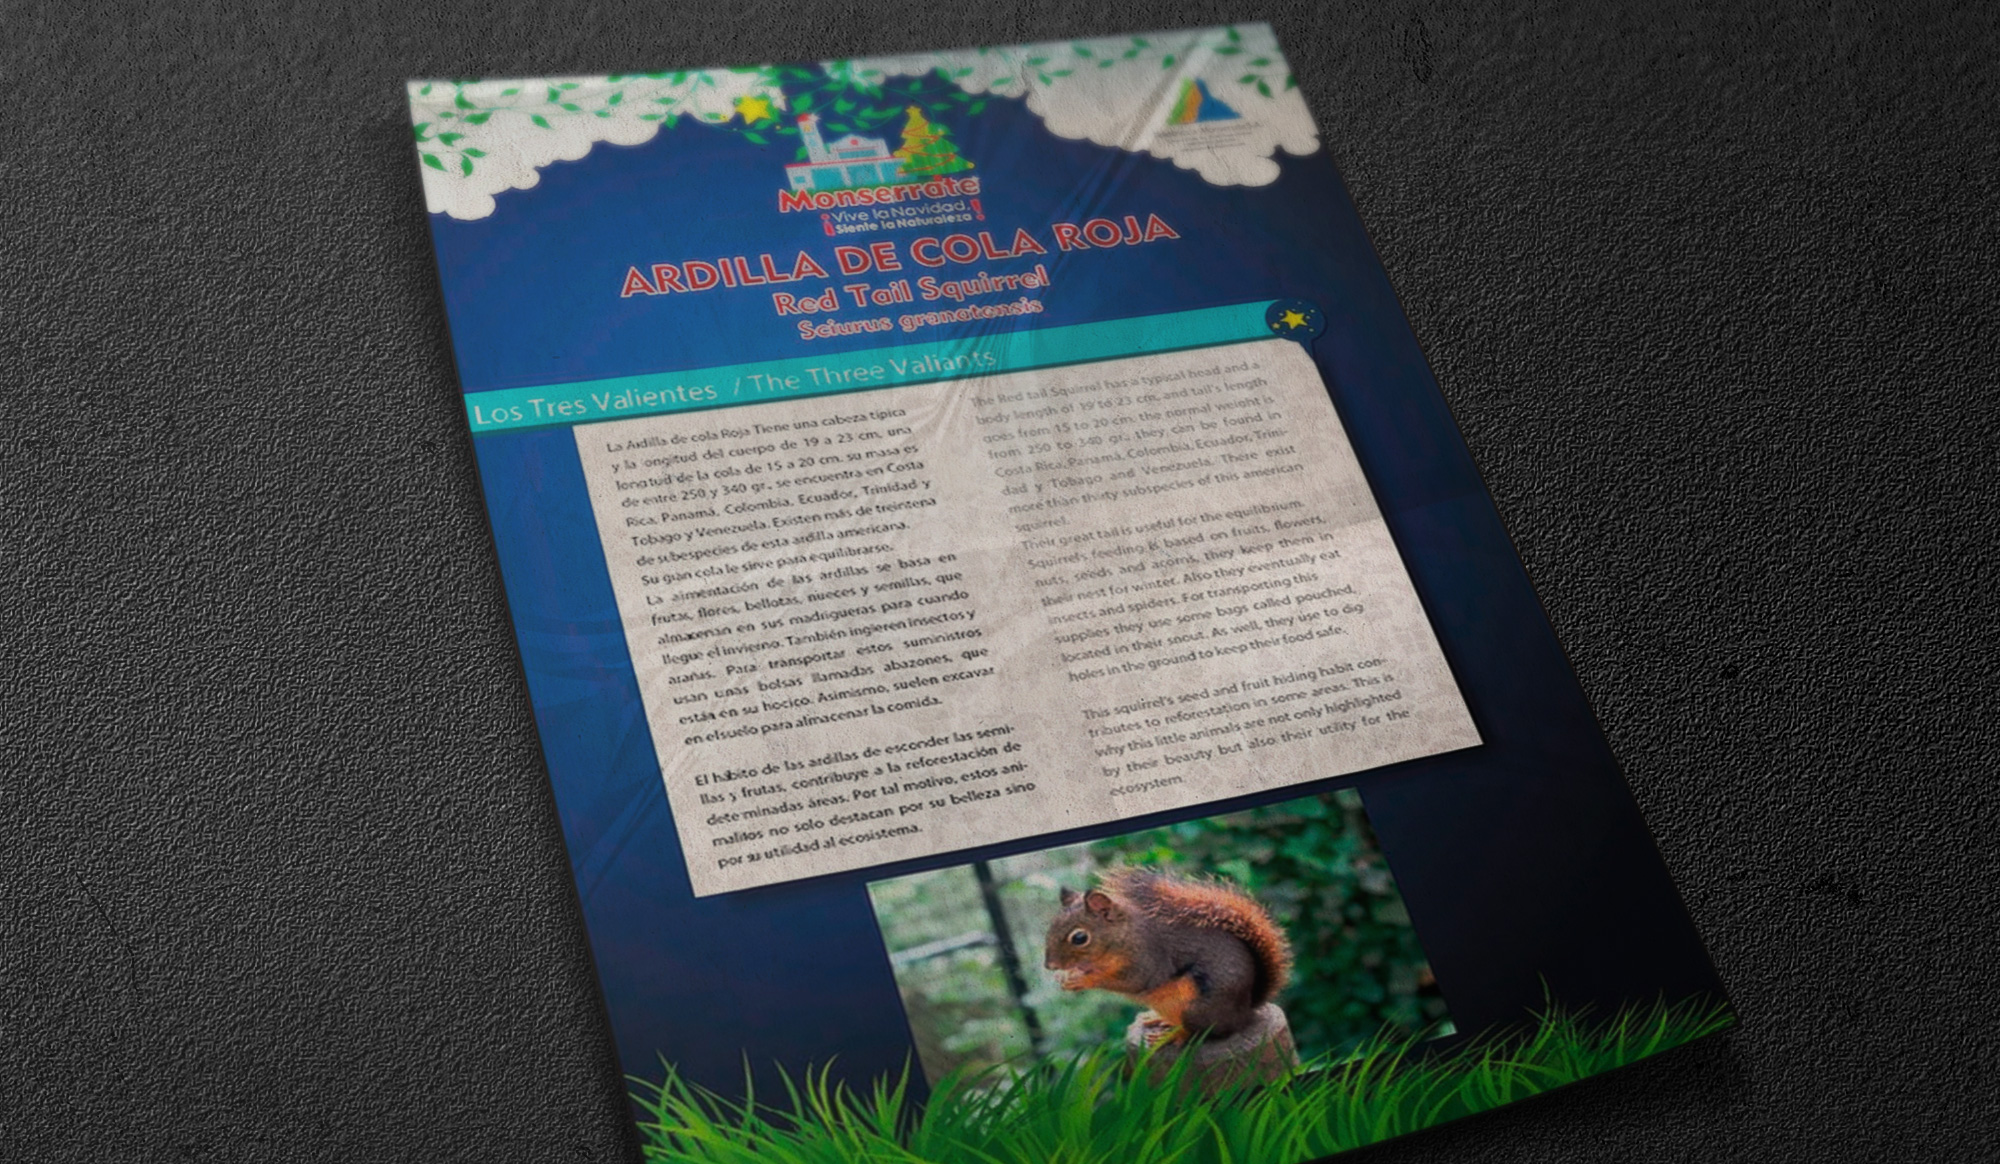 Monserrate
¡Vive la Navidad,
Siente la Naturaleza!
ARDILLA DE COLA ROJA
Red Tail Squirrel
Sciurus granatensis
Los Tres Valientes / The Three Valiants
La Ardilla de cola Roja Tiene una cabeza típica
y la longitud del cuerpo de 19 a 23 cm, una
longitud de la cola de 15 a 20 cm. su masa es
de entre 250 y 340 gr., se encuentra en Costa
Rica, Panamá, Colombia, Ecuador, Trinidad y
Tobago y Venezuela. Existen más de treintena
de subespecies de esta ardilla americana.
Su gran cola le sirve para equilibrarse.
La alimentación de las ardillas se basa en
frutas, flores, bellotas, nueces y semillas, que
almacenan en sus madrigueras para cuando
llegue el invierno. También ingieren insectos y
arañas. Para transportar estos suministros
usan unas bolsas llamadas abazones, que
están en su hocico. Asimismo, suelen excavar
en el suelo para almacenar la comida.
El hábito de las ardillas de esconder las semi-
llas y frutas, contribuye a la reforestación de
determinadas áreas. Por tal motivo, estos ani-
malitos no solo destacan por su belleza sino
por su utilidad al ecosistema.
The Red tail Squirrel has a typical head and a
body length of 19 to 23 cm, and tail's length
goes from 15 to 20 cm. the normal weight is
from 250 to 340 gr., they can be found in
Costa Rica, Panamá, Colombia, Ecuador, Trini-
dad y Tobago and Venezuela. There exist
more than thirty subspecies of this american
squirrel.
Their great tail is useful for the equilibrium.
Squirrel's feeding is based on fruits, flowers,
nuts, seeds and acorns, they keep them in
their nest for winter. Also they eventually eat
insects and spiders. For transporting this
supplies they use some bags called pouched,
located in their snout. As well, they use to dig
holes in the ground to keep their food safe.
This squirrel's seed and fruit hiding habit con-
tributes to reforestation in some areas. This is
why this little animals are not only highlighted
by their beauty but also their utility for the
ecosystem.